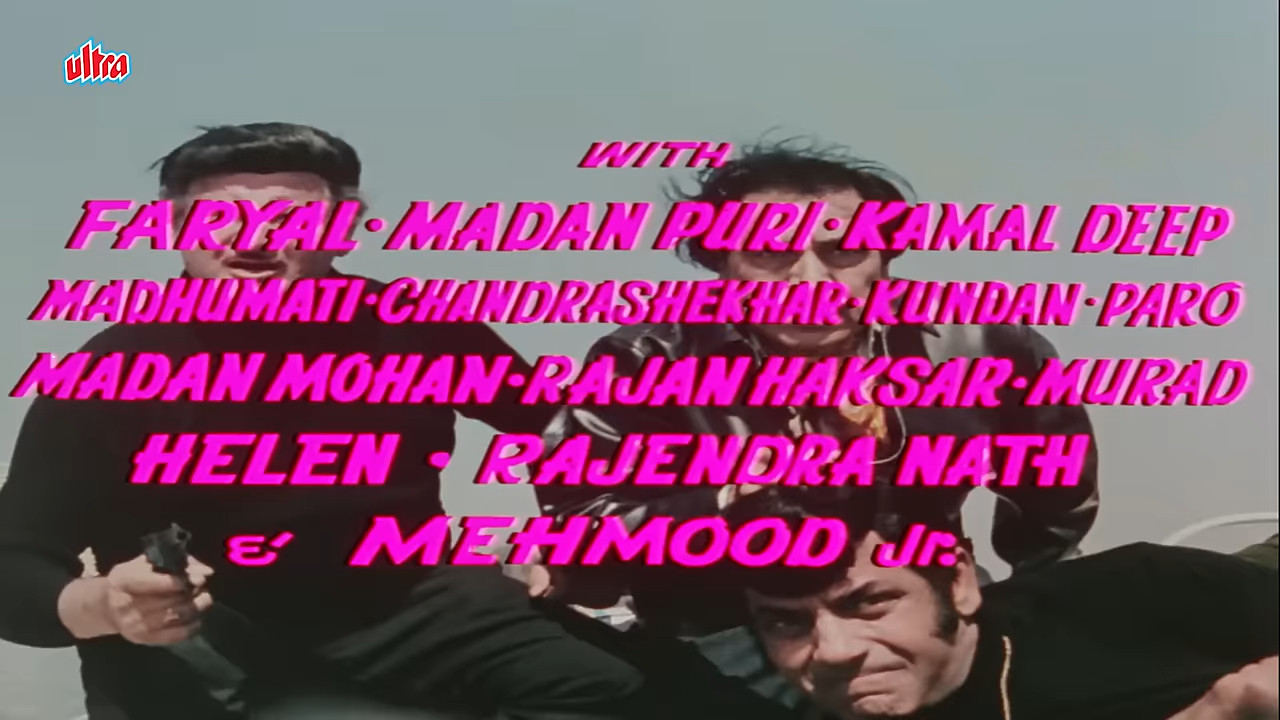 ultra
WITH
FARYAL · MADAN PURI · KAMAL DEEP
MADHUMATI · CHANDRASHEKHAR · KUNDAN · PARO
MADAN MOHAN · RAJAN HAKSAR · MURAD
HELEN · RAJENDRA NATH
& MEHMOOD Jr.